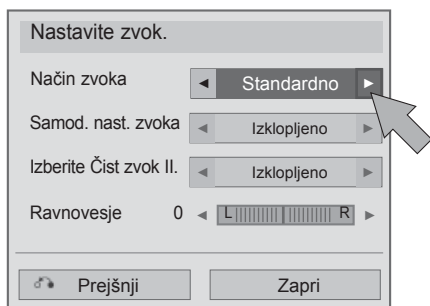 Nastavite zvok.
Način zvoka ◄ Standardno ►
Samod. nast. zvoka ◄ Izklopljeno ►
Izberite Čist zvok II. ◄ Izklopljeno ►
Ravnovesje 0 ◄ L R ►
Prejšnji Zapri